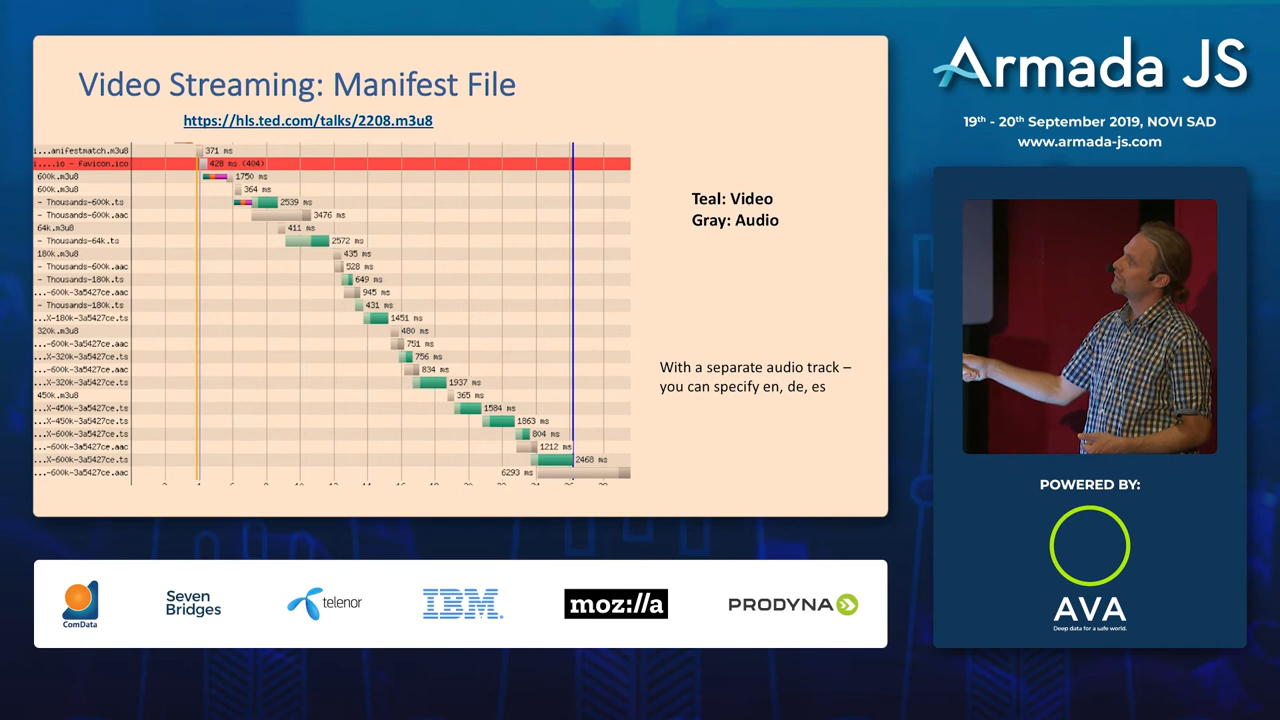 Video Streaming: Manifest File
https://hls.ted.com/talks/2208.m3u8
i...anifestmatch.m3u8 371 ms
i....io - favicon.ico 428 ms (404)
600k.m3u8 1750 ms
600k.m3u8 364 ms
- Thousands-600k.ts 2539 ms
- Thousands-600k.aac 3476 ms
64k.m3u8 411 ms
- Thousands-64k.ts 2572 ms
180k.m3u8 435 ms
- Thousands-600k.aac 528 ms
- Thousands-180k.ts 649 ms
...-600k-3a5427ce.aac 945 ms
- Thousands-180k.ts 431 ms
...X-180k-3a5427ce.ts 1451 ms
320k.m3u8 480 ms
...-600k-3a5427ce.aac 751 ms
...X-320k-3a5427ce.ts 756 ms
...-600k-3a5427ce.aac 834 ms
...X-320k-3a5427ce.ts 1937 ms
450k.m3u8 365 ms
...X-450k-3a5427ce.ts 1584 ms
...X-450k-3a5427ce.ts 1863 ms
...X-600k-3a5427ce.ts 804 ms
...-600k-3a5427ce.aac 1212 ms
...X-600k-3a5427ce.ts 2468 ms
...-600k-3a5427ce.aac 6293 ms
Teal: Video
Gray: Audio
With a separate audio track –
you can specify en, de, es
Armada JS
19th - 20th September 2019, NOVI SAD
www.armada-js.com
POWERED BY:
AVA
Deep data for a safe world.
ComData
Seven
Bridges
telenor
IBM
moz://a
PRODYNA